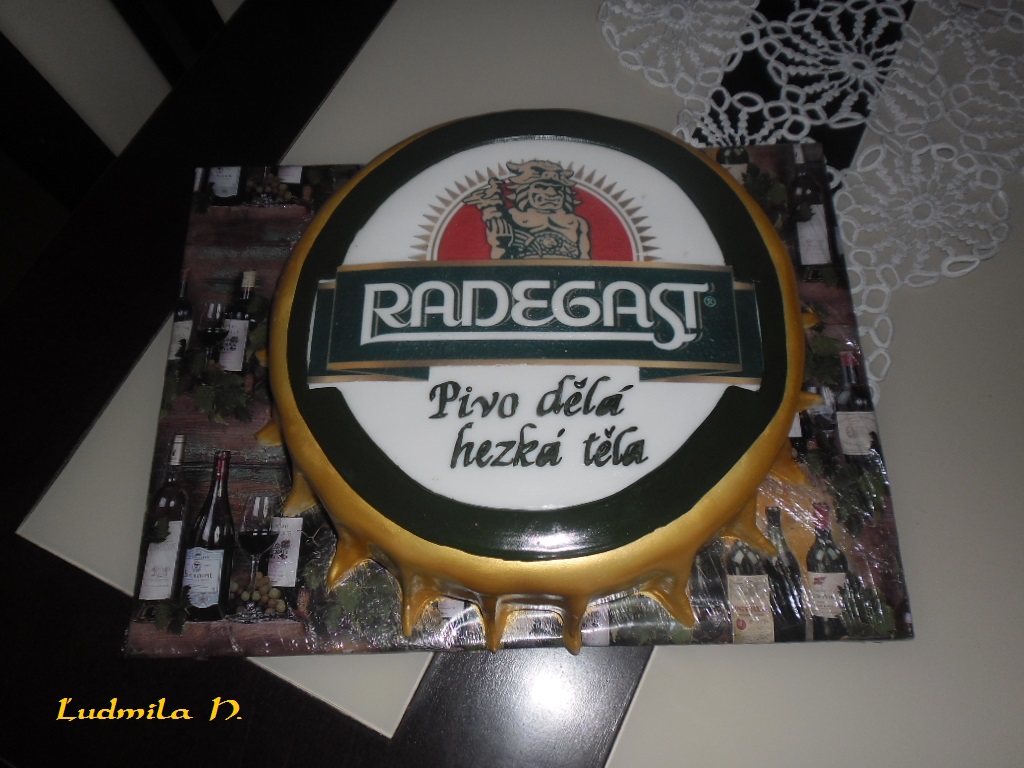 RADEGAST®
Pivo dělá
hezká těla
Ludmila N.